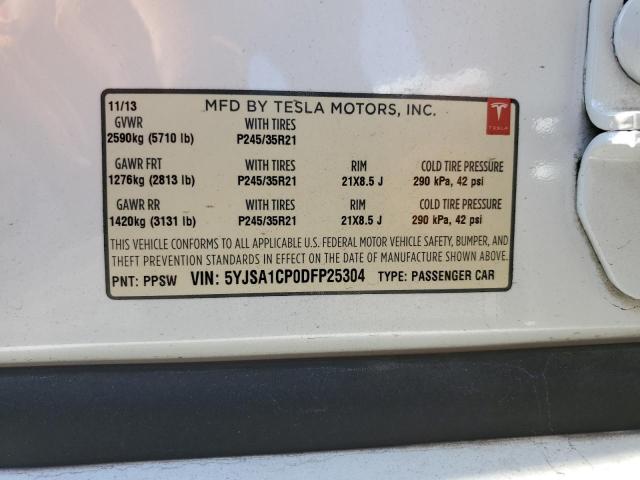 11/13 MFD BY TESLA MOTORS, INC.
GVWR WITH TIRES
2590kg (5710 lb) P245/35R21
TESLA
GAWR FRT WITH TIRES RIM COLD TIRE PRESSURE
1276kg (2813 lb) P245/35R21 21X8.5 J 290 kPa, 42 psi
GAWR RR WITH TIRES RIM COLD TIRE PRESSURE
1420kg (3131 lb) P245/35R21 21X8.5 J 290 kPa, 42 psi
THIS VEHICLE CONFORMS TO ALL APPLICABLE U.S. FEDERAL MOTOR VEHICLE SAFETY, BUMPER, AND
THEFT PREVENTION STANDARDS IN EFFECT ON THE DATE OF MANUFACTURE SHOWN ABOVE.
PNT: PPSW VIN: 5YJSA1CP0DFP25304 TYPE: PASSENGER CAR